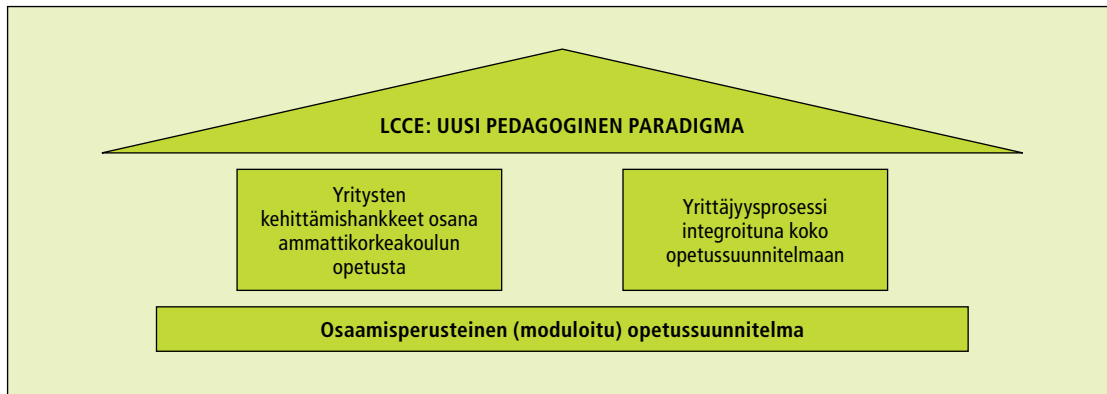 LCCE: UUSI PEDAGOGINEN PARADIGMA
Yritysten
kehittämishankkeet osana
ammattikorkeakoulun
opetusta
Yrittäjyysprosessi
integroituna koko
opetussuunnitelmaan
Osaamisperusteinen (moduloitu) opetussuunnitelma